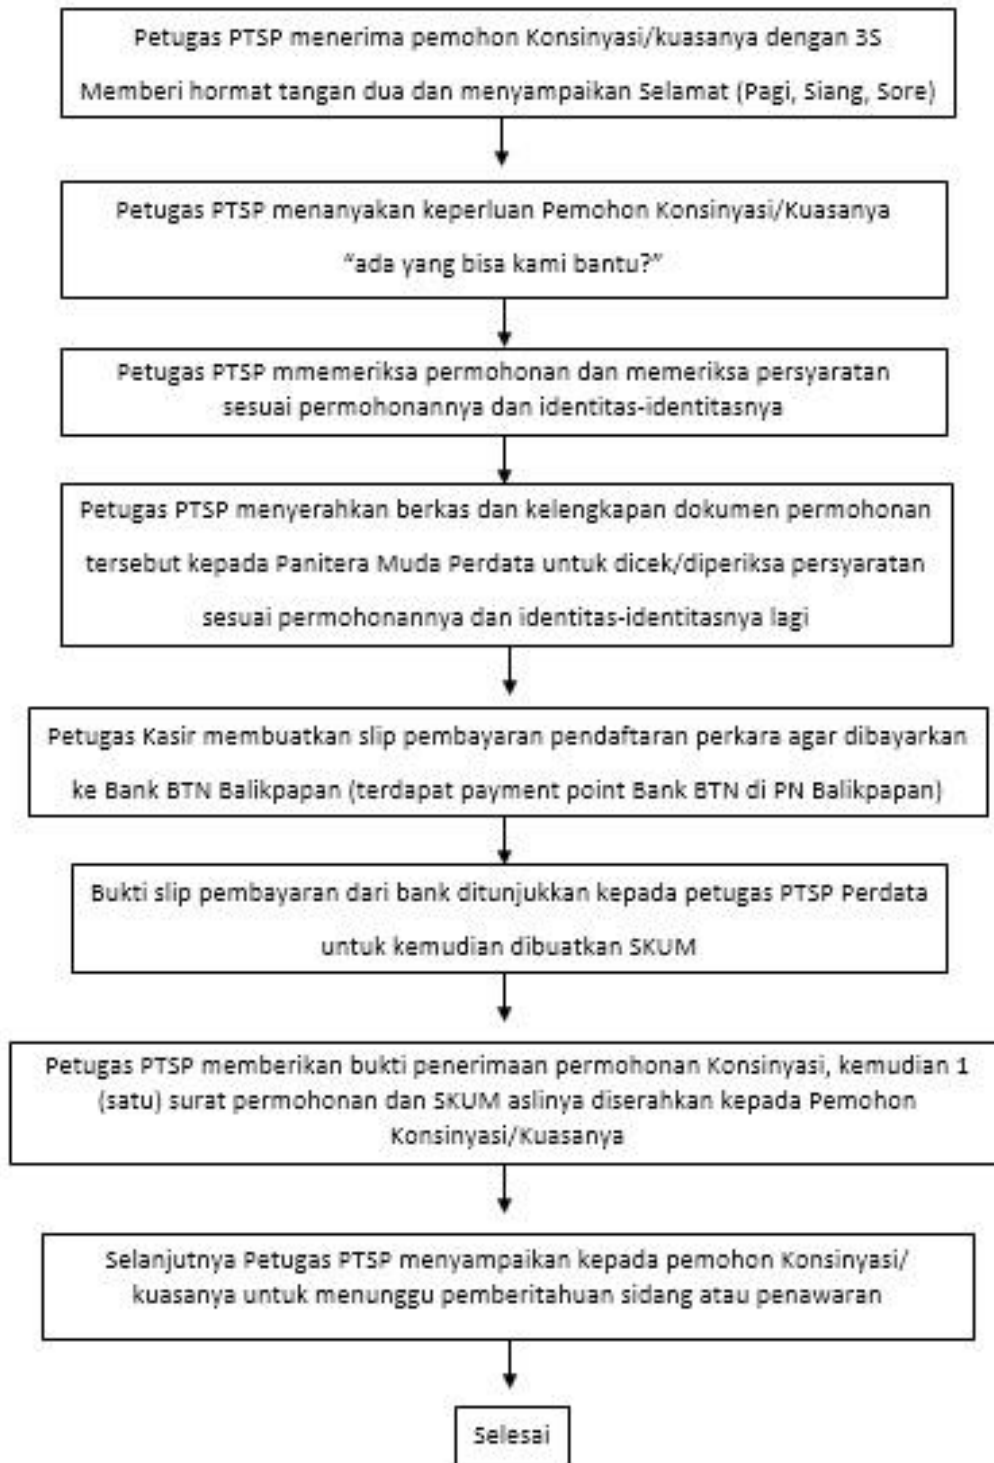 Petugas PTSP menerima pemohon Konsinyasi/kuasanya dengan 3S
Memberi hormat tangan dua dan menyampaikan Selamat (Pagi, Siang, Sore)
Petugas PTSP menanyakan keperluan Pemohon Konsinyasi/Kuasanya
“ada yang bisa kami bantu?”
Petugas PTSP mmemeriksa permohonan dan memeriksa persyaratan
sesuai permohonannya dan identitas-identitasnya
Petugas PTSP menyerahkan berkas dan kelengkapan dokumen permohonan
tersebut kepada Panitera Muda Perdata untuk dicek/diperiksa persyaratan
sesuai permohonannya dan identitas-identitasnya lagi
Petugas Kasir membuatkan slip pembayaran pendaftaran perkara agar dibayarkan
ke Bank BTN Balikpapan (terdapat payment point Bank BTN di PN Balikpapan)
Bukti slip pembayaran dari bank ditunjukkan kepada petugas PTSP Perdata
untuk kemudian dibuatkan SKUM
Petugas PTSP memberikan bukti penerimaan permohonan Konsinyasi, kemudian 1
(satu) surat permohonan dan SKUM aslinya diserahkan kepada Pemohon
Konsinyasi/Kuasanya
Selanjutnya Petugas PTSP menyampaikan kepada pemohon Konsinyasi/
kuasanya untuk menunggu pemberitahuan sidang atau penawaran
Selesai